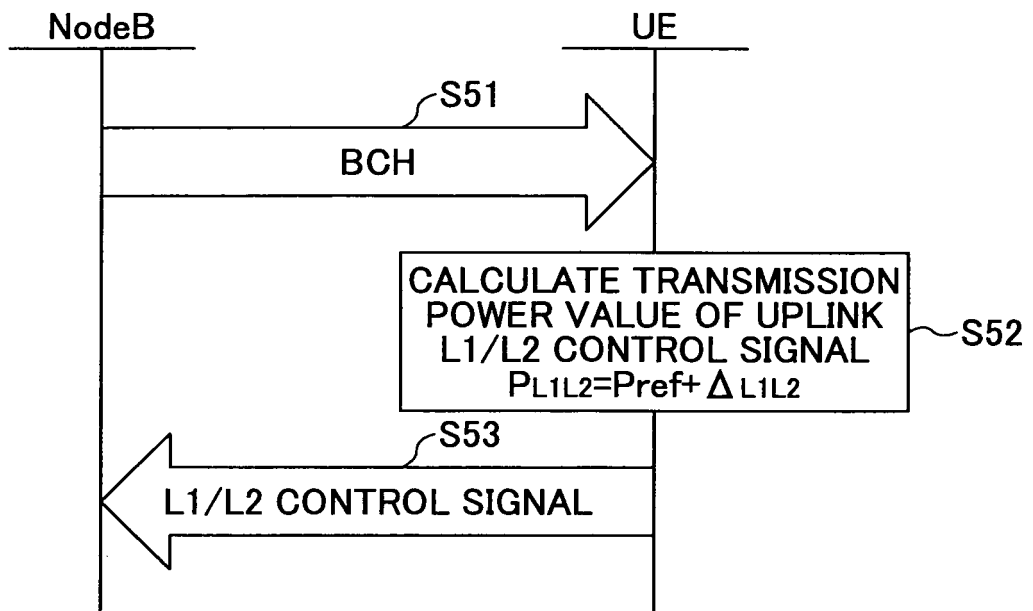 NodeB
UE
S51
BCH
CALCULATE TRANSMISSION
POWER VALUE OF UPLINK
L1/L2 CONTROL SIGNAL
PL1L2=Pref+ΔL1L2
S52
S53
L1/L2 CONTROL SIGNAL